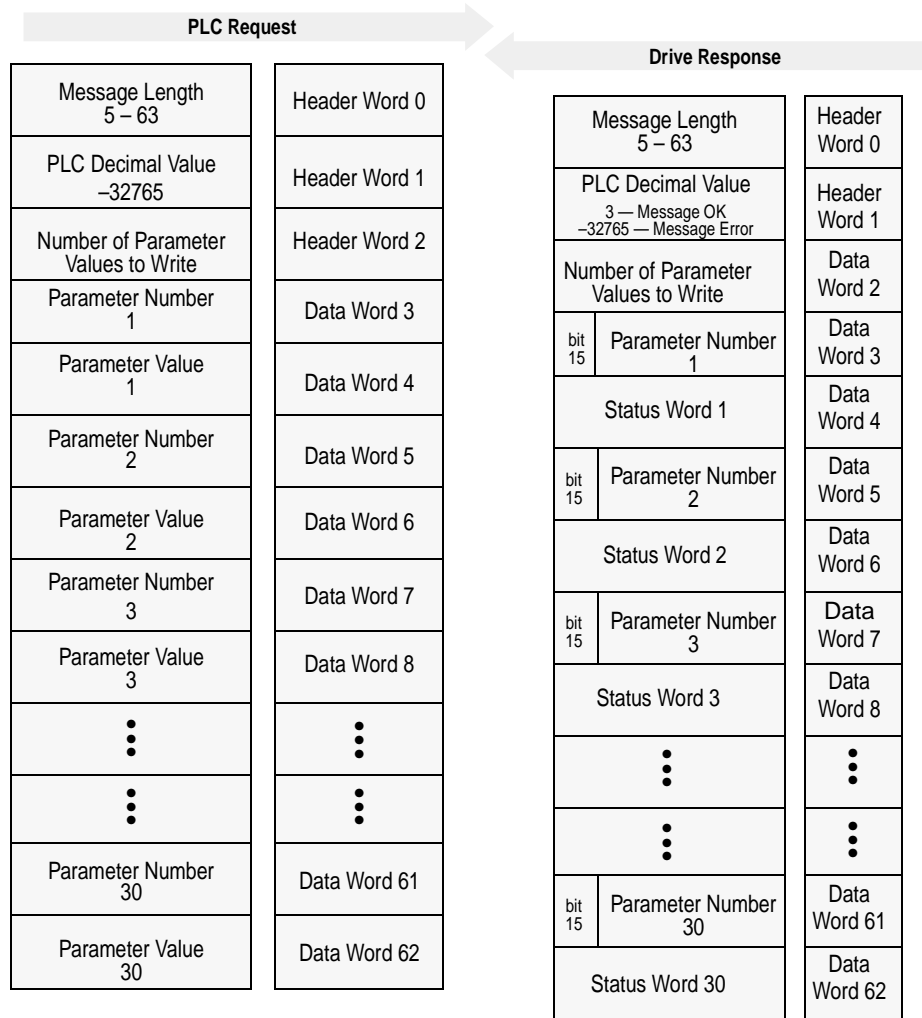 PLC Request
Message Length
5 – 63
Header Word 0
PLC Decimal Value
–32765
Header Word 1
Number of Parameter
Values to Write
Header Word 2
Parameter Number
1
Data Word 3
Parameter Value
1
Data Word 4
Parameter Number
2
Data Word 5
Parameter Value
2
Data Word 6
Parameter Number
3
Data Word 7
Parameter Value
3
Data Word 8
Parameter Number
30
Data Word 61
Parameter Value
30
Data Word 62
Drive Response
Message Length
5 – 63
Header
Word 0
PLC Decimal Value
3 — Message OK
–32765 — Message Error
Header
Word 1
Number of Parameter
Values to Write
Data
Word 2
bit
15
Parameter Number
1
Data
Word 3
Status Word 1
Data
Word 4
bit
15
Parameter Number
2
Data
Word 5
Status Word 2
Data
Word 6
bit
15
Parameter Number
3
Data
Word 7
Status Word 3
Data
Word 8
bit
15
Parameter Number
30
Data
Word 61
Status Word 30
Data
Word 62